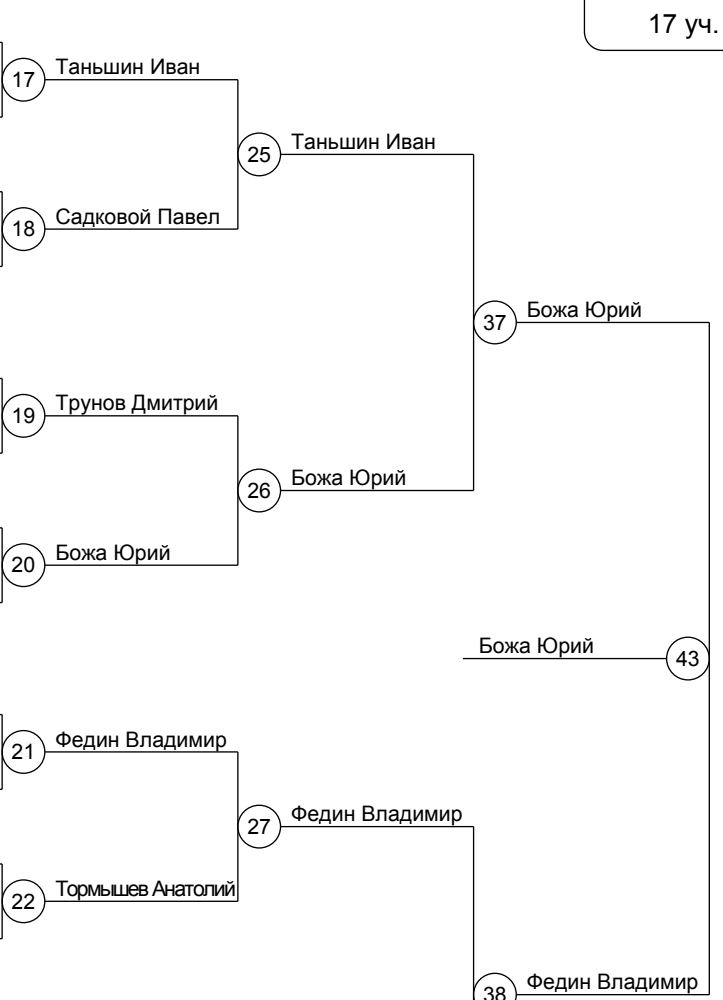 17 уч.
17 Таньшин Иван
25 Таньшин Иван
18 Садковой Павел
37 Божа Юрий
19 Трунов Дмитрий
26 Божа Юрий
20 Божа Юрий
Божа Юрий 43
21 Федин Владимир
27 Федин Владимир
22 Тормышев Анатолий
38 Федин Владимир